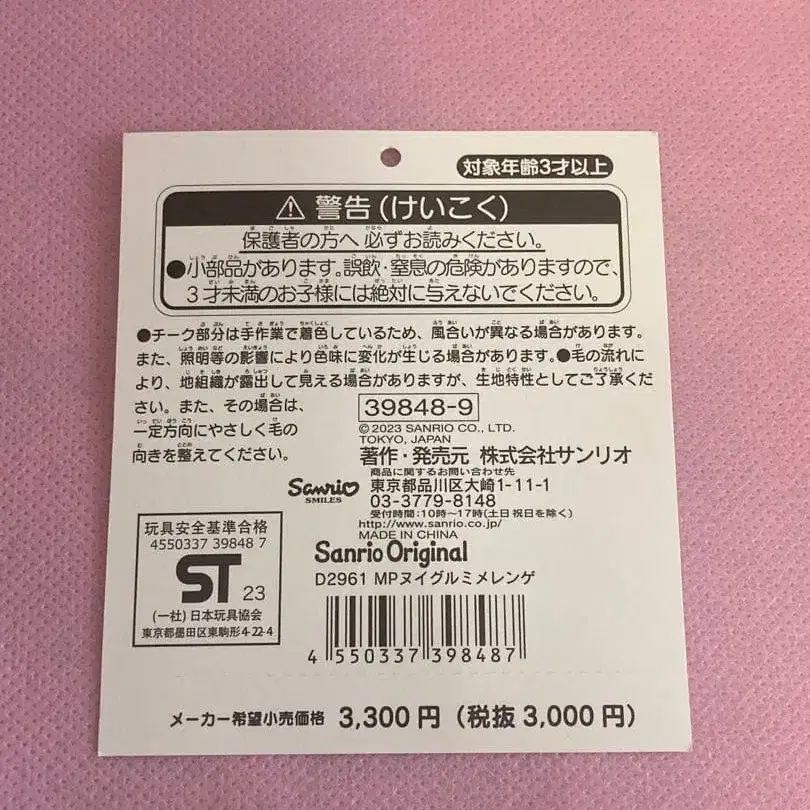 対象年齢3才以上
⚠ 警告(けいこく)
保護者の方へ 必ずお読みください。
●小部品があります。誤飲・窒息の危険がありますので、
3才未満のお子様には絶対に与えないでください。
●チーク部分は手作業で着色しているため、風合いが異なる場合があります。
また、照明等の影響により色味に変化が生じる場合があります。●毛の流れに
より、地組織が露出して見える場合がありますが、生地特性としてご了承くだ
さい。また、その場合は、
一定方向にやさしく毛の
向きを整えてください。
39848-9
©2023 SANRIO CO., LTD.
TOKYO, JAPAN
著作・発売元 株式会社サンリオ
商品に関するお問い合わせ先
東京都品川区大崎1-11-1
03-3779-8148
受付時間:10時~17時(土日祝日を除く)
http://www.sanrio.co.jp/
MADE IN CHINA
Sanrio
SMILES
玩具安全基準合格
4550337 39848 7
ST 23
(一社)日本玩具協会
東京都墨田区東駒形4-22-4
Sanrio Original
D2961 MPヌイグルミメレンゲ
4 550337 398487
メーカー希望小売価格 3,300円(税抜3,000円)